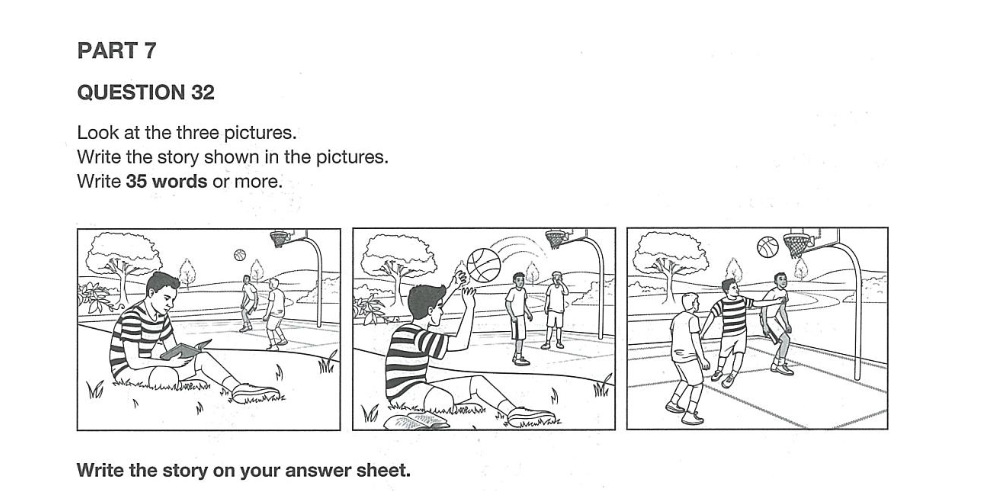 PART 7
QUESTION 32
Look at the three pictures.
Write the story shown in the pictures.
Write 35 words or more.
Write the story on your answer sheet.